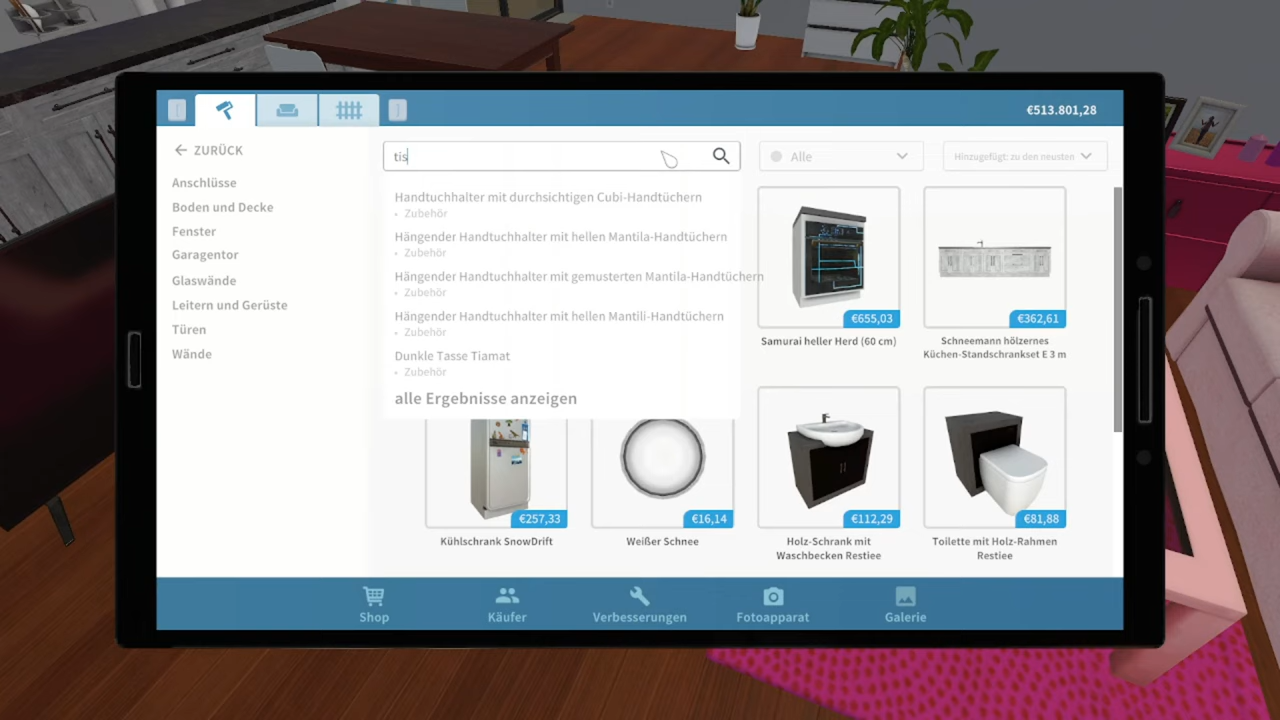 €513.801,28
ZURÜCK
Anschlüsse
Boden und Decke
Fenster
Garagentor
Glaswände
Leitern und Gerüste
Türen
Wände
tis
Alle
Hinzugefügt: zu den neusten
Handtuchhalter mit durchsichtigen Cubi-Handtüchern
• Zubehör
Hängender Handtuchhalter mit hellen Mantila-Handtüchern
• Zubehör
Hängender Handtuchhalter mit gemusterten Mantila-Handtüchern
• Zubehör
Hängender Handtuchhalter mit hellen Mantili-Handtüchern
• Zubehör
Dunkle Tasse Tiamat
• Zubehör
alle Ergebnisse anzeigen
€655,03
Samurai heller Herd (60 cm)
€362,61
Schneemann hölzernes
Küchen-Standschrankset E 3 m
€257,33
Kühlschrank SnowDrift
€16,14
Weißer Schnee
€112,29
Holz-Schrank mit
Waschbecken Restiee
€81,88
Toilette mit Holz-Rahmen
Restiee
Shop
Käufer
Verbesserungen
Fotoapparat
Galerie